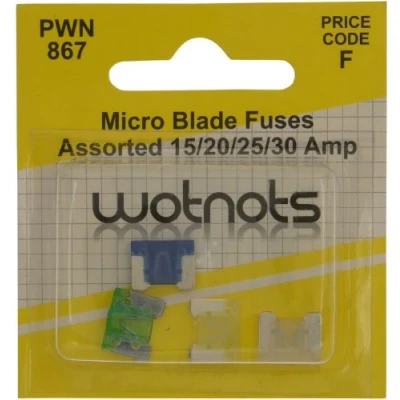 PWN
867
PRICE
CODE
F
Micro Blade Fuses
Assorted 15/20/25/30 Amp
wotnots